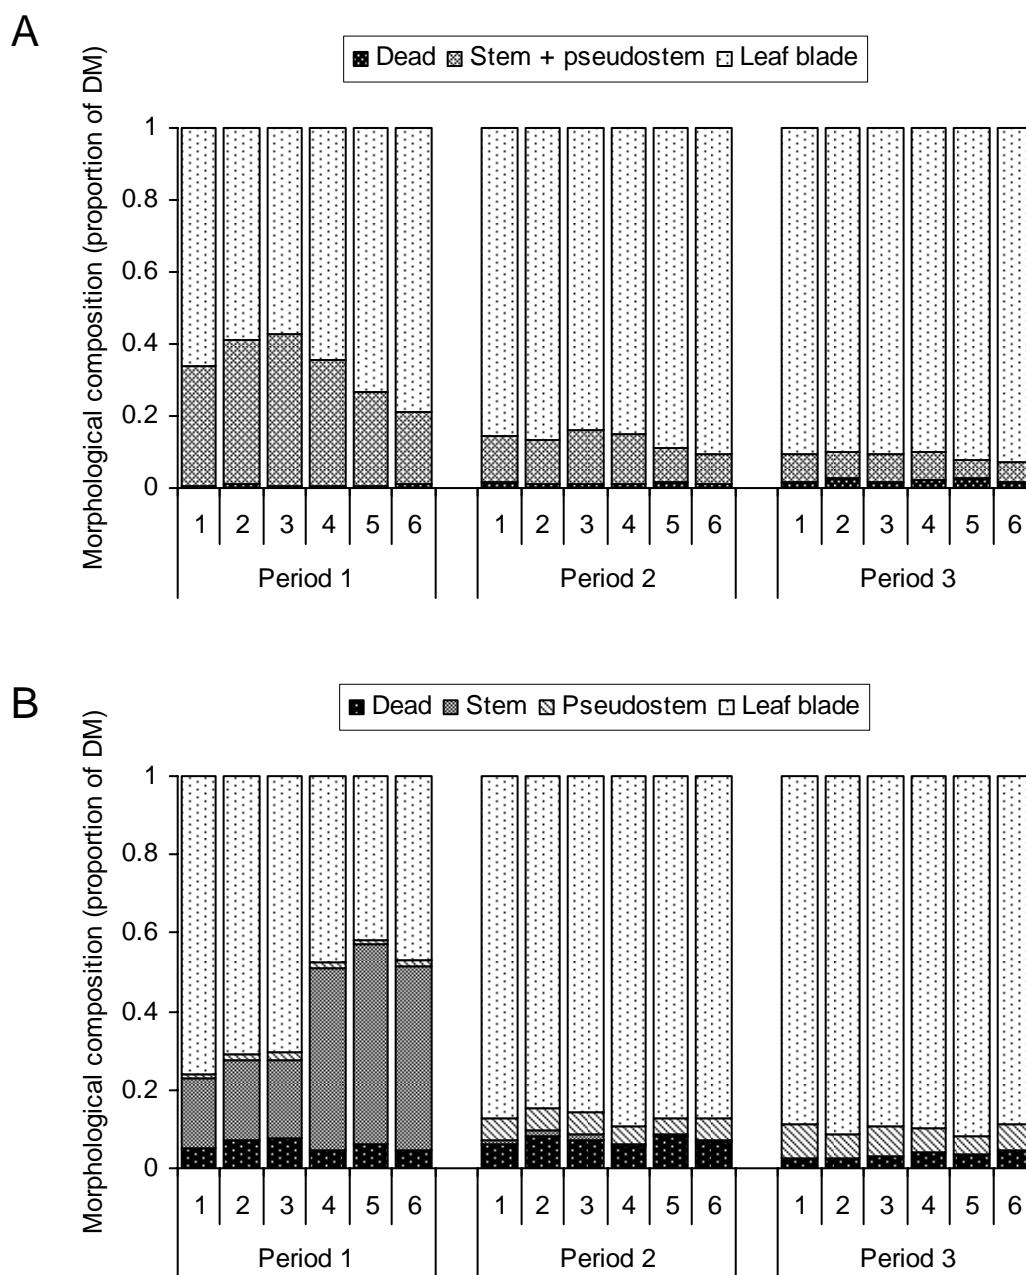 A
Dead Stem + pseudostem Leaf blade
Morphological composition (proportion of DM)
1
0.8
0.6
0.4
0.2
0
1 2 3 4 5 6 1 2 3 4 5 6 1 2 3 4 5 6
Period 1 Period 2 Period 3
B
Dead Stem Pseudostem Leaf blade
Morphological composition (proportion of DM)
1
0.8
0.6
0.4
0.2
0
1 2 3 4 5 6 1 2 3 4 5 6 1 2 3 4 5 6
Period 1 Period 2 Period 3